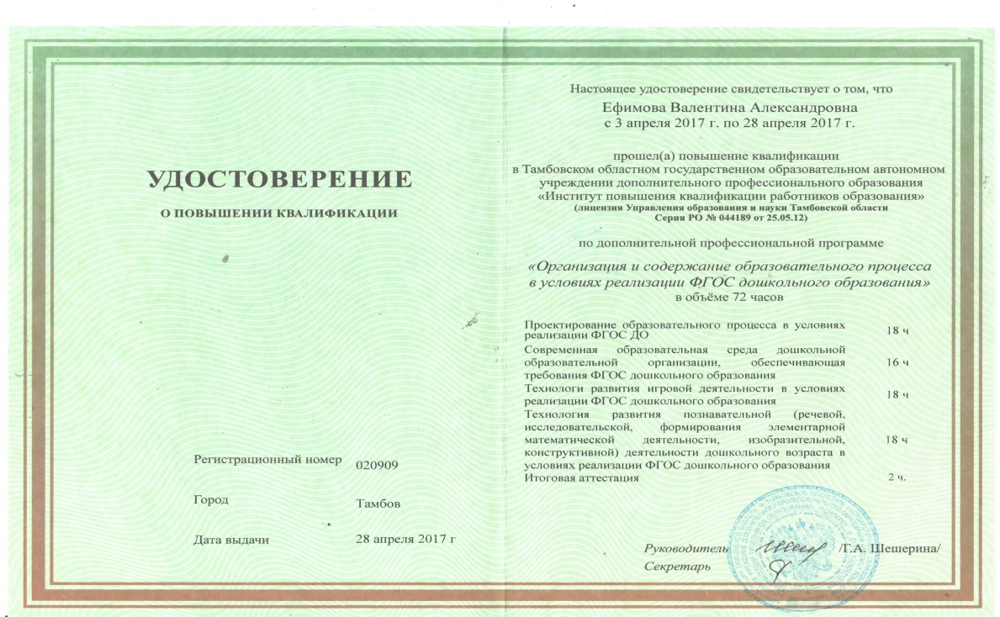 УДОСТОВЕРЕНИЕ
О ПОВЫШЕНИИ КВАЛИФИКАЦИИ
Регистрационный номер 020909
Город Тамбов
Дата выдачи 28 апреля 2017 г
Настоящее удостоверение свидетельствует о том, что
Ефимова Валентина Александровна
с 3 апреля 2017 г. по 28 апреля 2017 г.
прошел(а) повышение квалификации
в Тамбовском областном государственном образовательном автономном
учреждении дополнительного профессионального образования
«Институт повышения квалификации работников образования»
(лицензия Управления образования и науки Тамбовской области
Серия РО № 044189 от 25.05.12)
по дополнительной профессиональной программе
«Организация и содержание образовательного процесса
в условиях реализации ФГОС дошкольного образования»
в объёме 72 часов
Проектирование образовательного процесса в условиях
реализации ФГОС ДО 18 ч
Современная образовательная среда дошкольной
образовательной организации, обеспечивающая 16 ч
требования ФГОС дошкольного образования
Технологи развития игровой деятельности в условиях 18 ч
реализации ФГОС дошкольного образования
Технология развития познавательной (речевой,
исследовательской, формирования элементарной
математической деятельности, изобразительной, 18 ч
конструктивной) деятельности дошкольного возраста в
условиях реализации ФГОС дошкольного образования
Итоговая аттестация 2 ч.
Руководитель /Г.А. Шешерина/
Секретарь